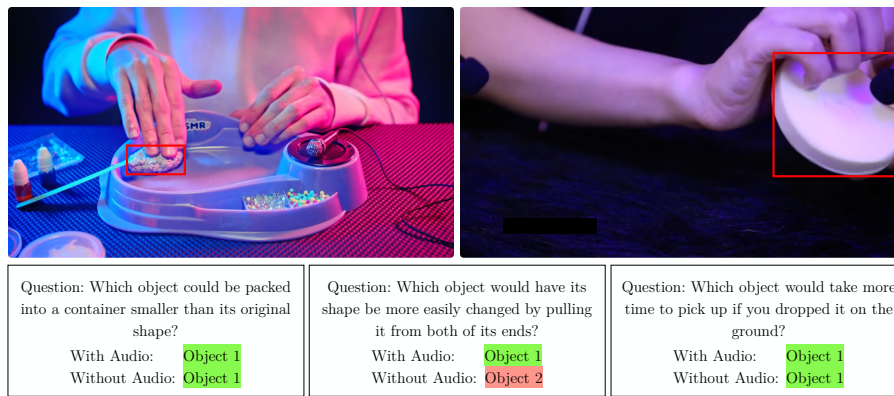 SMR
Question: Which object could be packed
into a container smaller than its original
shape?
With Audio: Object 1
Without Audio: Object 1
Question: Which object would have its
shape be more easily changed by pulling
it from both of its ends?
With Audio: Object 1
Without Audio: Object 2
Question: Which object would take more
time to pick up if you dropped it on the
ground?
With Audio: Object 1
Without Audio: Object 1